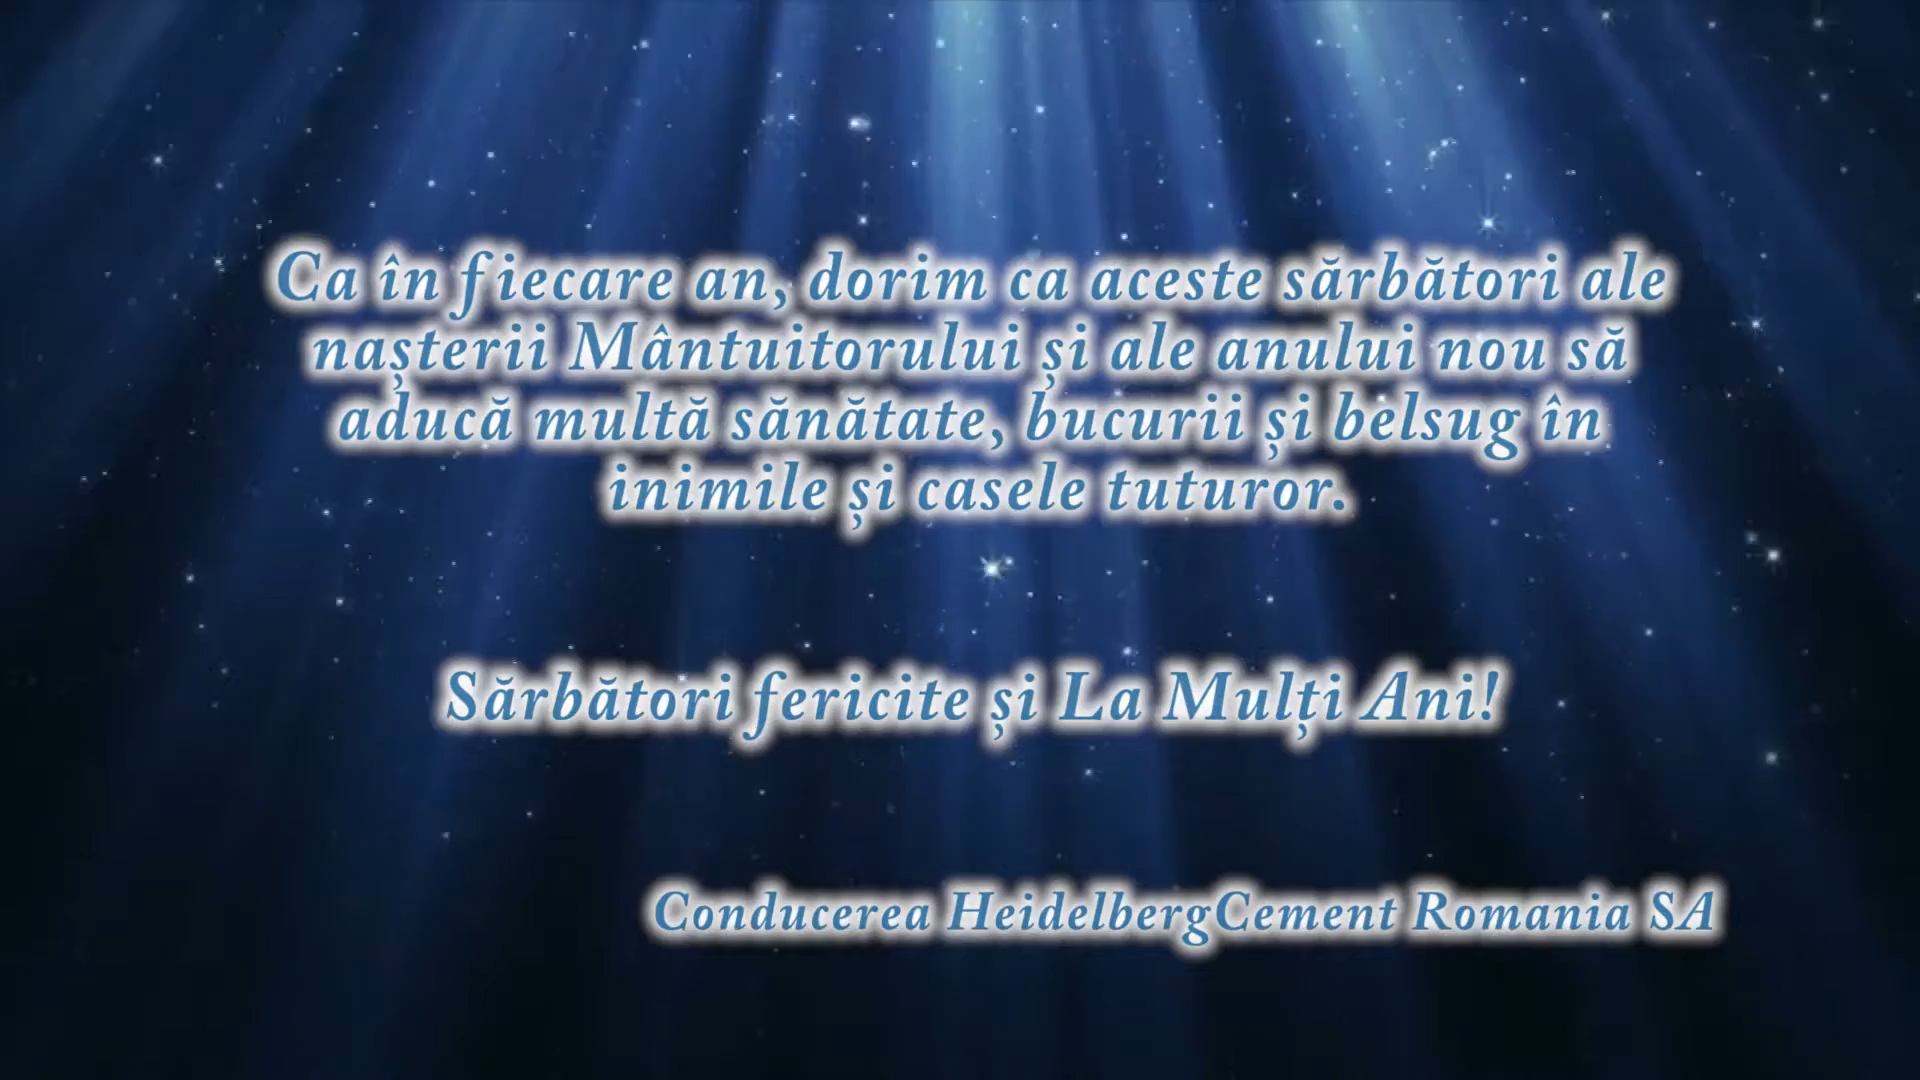 Ca în fiecare an, dorim ca aceste sărbători ale
nașterii Mântuitorului și ale anului nou să
aducă multă sănătate, bucurii și belsug în
inimile și casele tuturor.
Sărbători fericite și La Mulți Ani!
Conducerea HeidelbergCement Romania SA